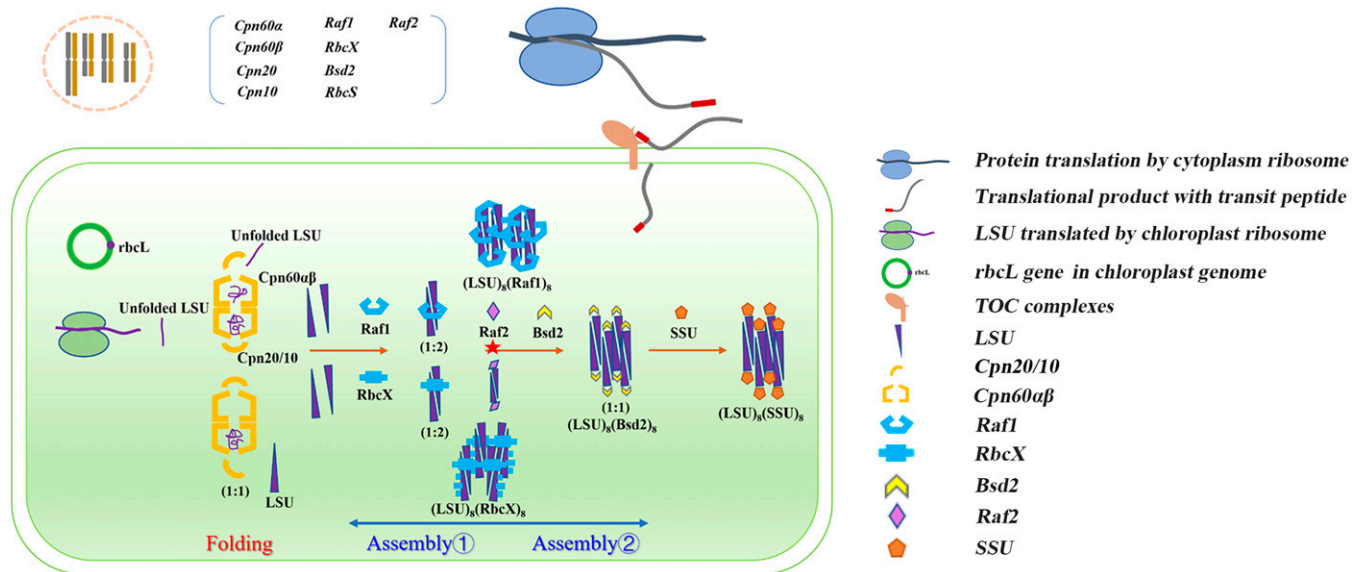 Cpn60α Raf1 Raf2
Cpn60β RbcX
Cpn20 Bsd2
Cpn10 RbcS
rbcL
Unfolded LSU
Unfolded LSU
Cpn60αβ
Cpn20/10
(1:1)
LSU
Raf1
RbcX
(1:2)
(1:2)
(LSU)₈(Raf1)₈
Raf2
(LSU)₈(RbcX)₈
Bsd2
(1:1)
(LSU)₈(Bsd2)₈
SSU
(LSU)₈(SSU)₈
Folding
Assembly①
Assembly②
Protein translation by cytoplasm ribosome
Translational product with transit peptide
LSU translated by chloroplast ribosome
rbcL
rbcL gene in chloroplast genome
TOC complexes
LSU
Cpn20/10
Cpn60αβ
Raf1
RbcX
Bsd2
Raf2
SSU